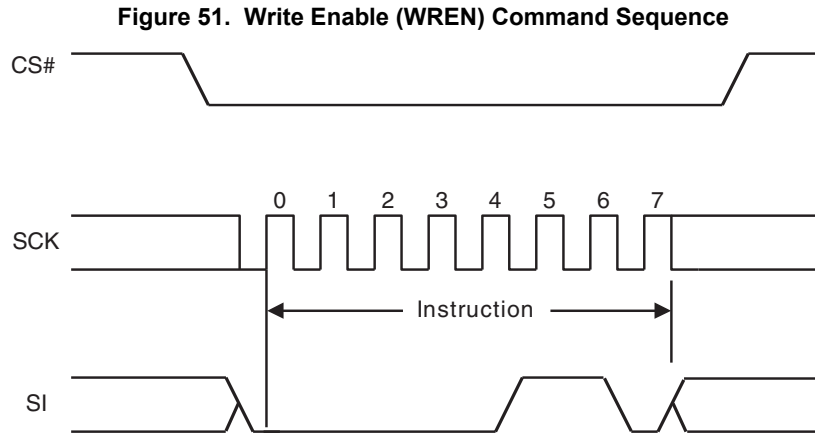 Figure 51. Write Enable (WREN) Command Sequence
CS#
0 1 2 3 4 5 6 7
SCK
Instruction
SI